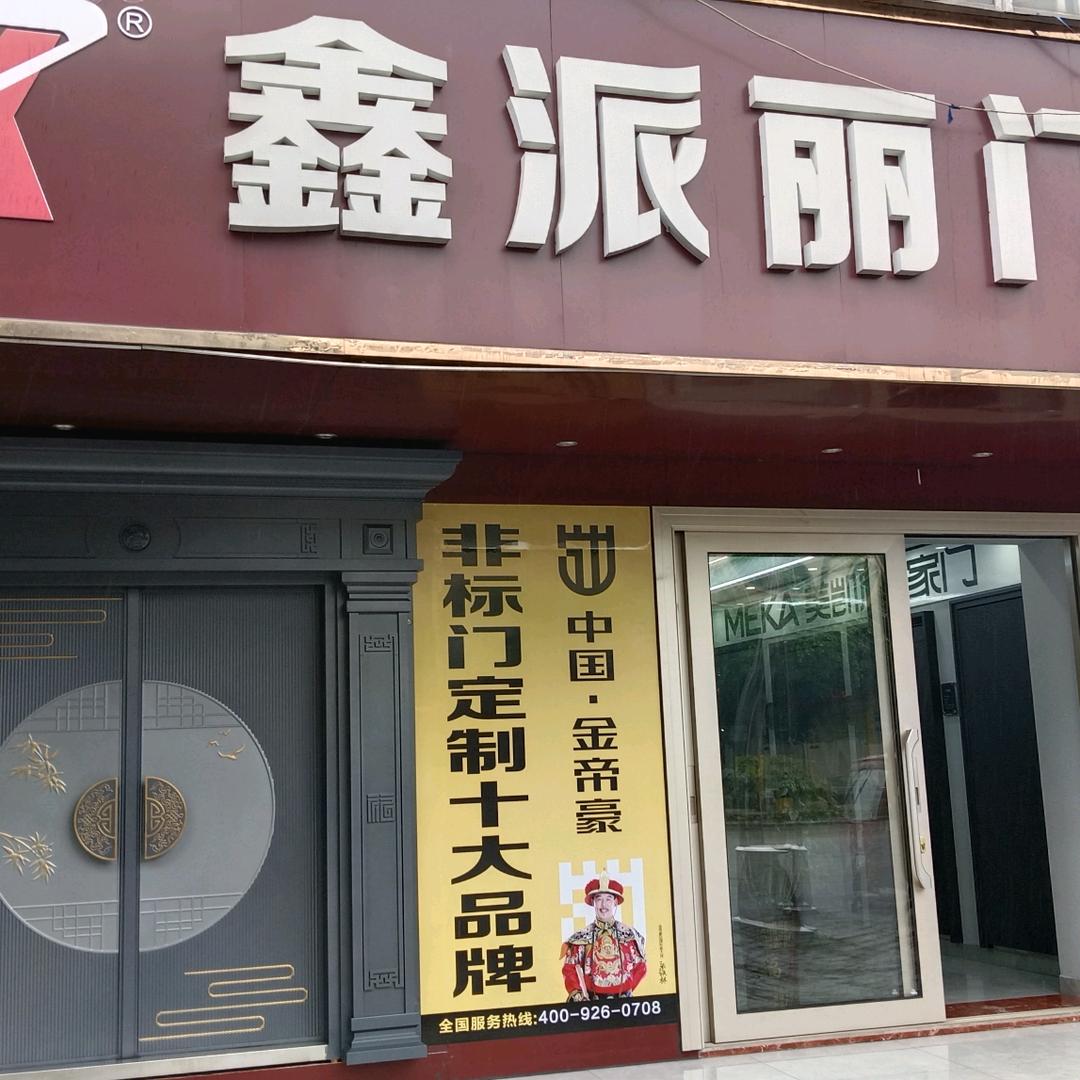 ®
鑫派丽门
非标门定制十大品牌
中国·金帝豪
全国服务热线:400-926-0708
MEKA美凯
家门